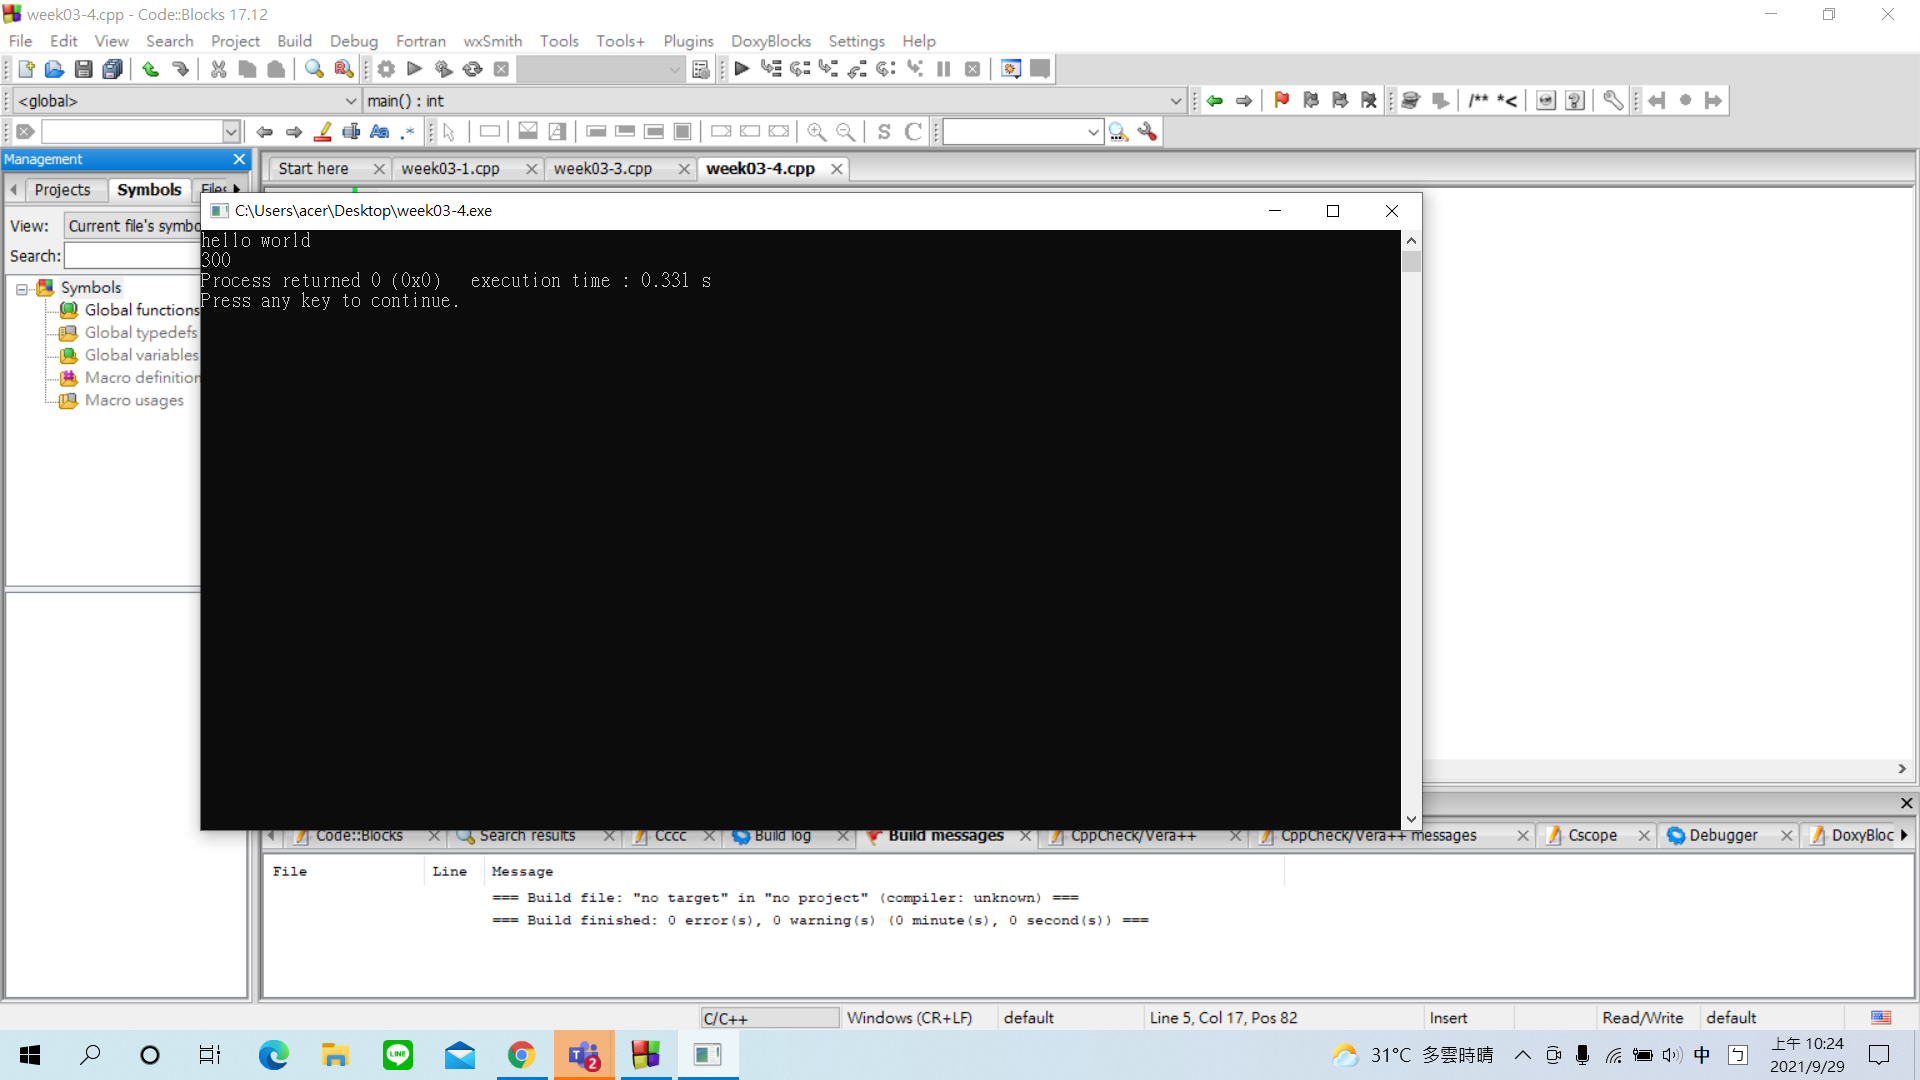 week03-4.cpp - Code::Blocks 17.12
File Edit View Search Project Build Debug Fortran wxSmith Tools Tools+ Plugins DoxyBlocks Settings Help
<global> main() : int
/** *<
Management
Start here week03-1.cpp week03-3.cpp week03-4.cpp
Projects Symbols Files
C:\Users\acer\Desktop\week03-4.exe
View: Current file's symbo
Search:
hello world
300
Process returned 0 (0x0)   execution time : 0.331 s
Press any key to continue.
Symbols
Global functions
Global typedefs
Global variables
Macro definition
Macro usages
Code::Blocks Search results Cccc Build log Build messages CppCheck/Vera++ CppCheck/Vera++ messages Cscope Debugger DoxyBloc
File Line Message
=== Build file: "no target" in "no project" (compiler: unknown) ===
=== Build finished: 0 error(s), 0 warning(s) (0 minute(s), 0 second(s)) ===
C/C++ Windows (CR+LF) default Line 5, Col 17, Pos 82 Insert Read/Write default
LINE 2 31°C 多雲時晴 中 ㄅ 上午 10:24
2021/9/29